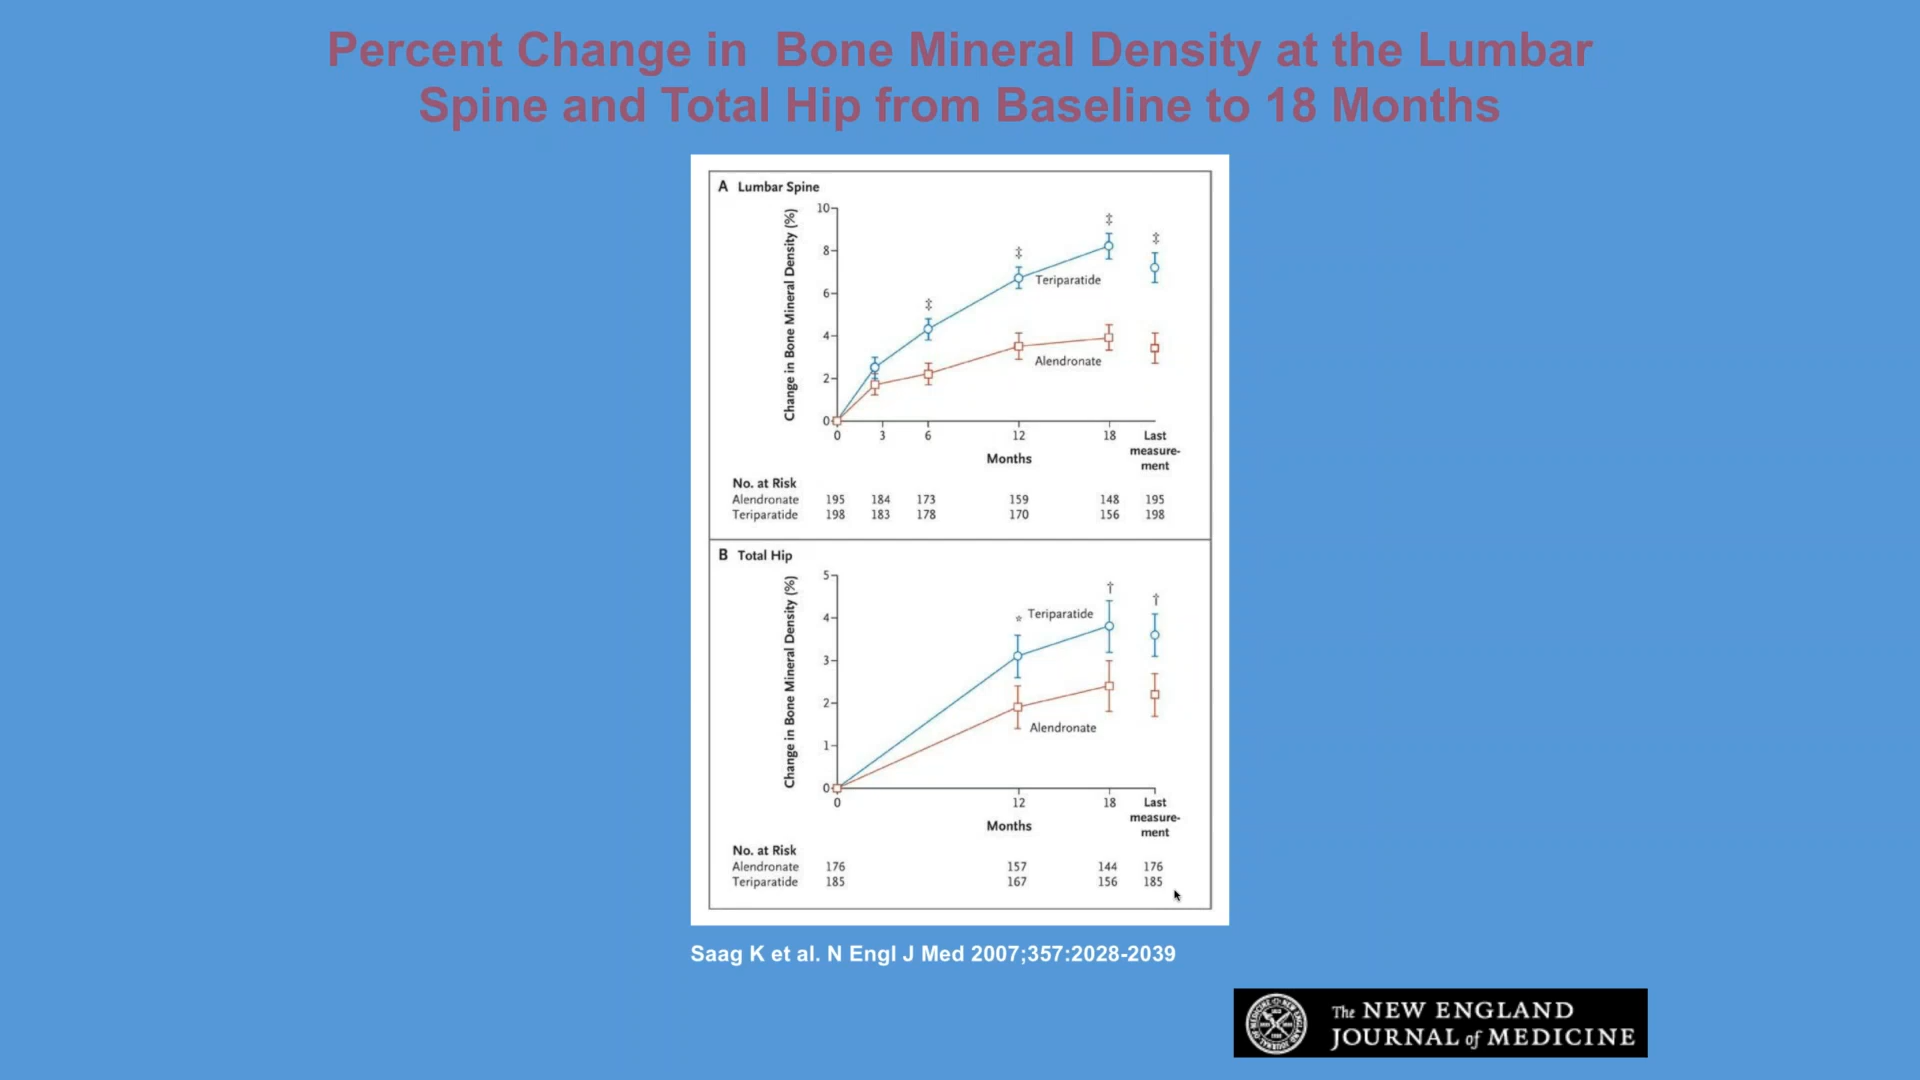 Percent Change in  Bone Mineral Density at the Lumbar
Spine and Total Hip from Baseline to 18 Months
A Lumbar Spine
Change in Bone Mineral Density (%)
10
8
6
4
2
0
‡
‡
‡
‡
Teriparatide
Alendronate
0 3 6 12 18 Last
measure-
ment
Months
No. at Risk
Alendronate 195 184 173 159 148 195
Teriparatide 198 183 178 170 156 198
B Total Hip
Change in Bone Mineral Density (%)
5
4
3
2
1
0
*
†
†
Teriparatide
Alendronate
0 12 18 Last
measure-
ment
Months
No. at Risk
Alendronate 176 157 144 176
Teriparatide 185 167 156 185
Saag K et al. N Engl J Med 2007;357:2028-2039
The NEW ENGLAND
JOURNAL of MEDICINE